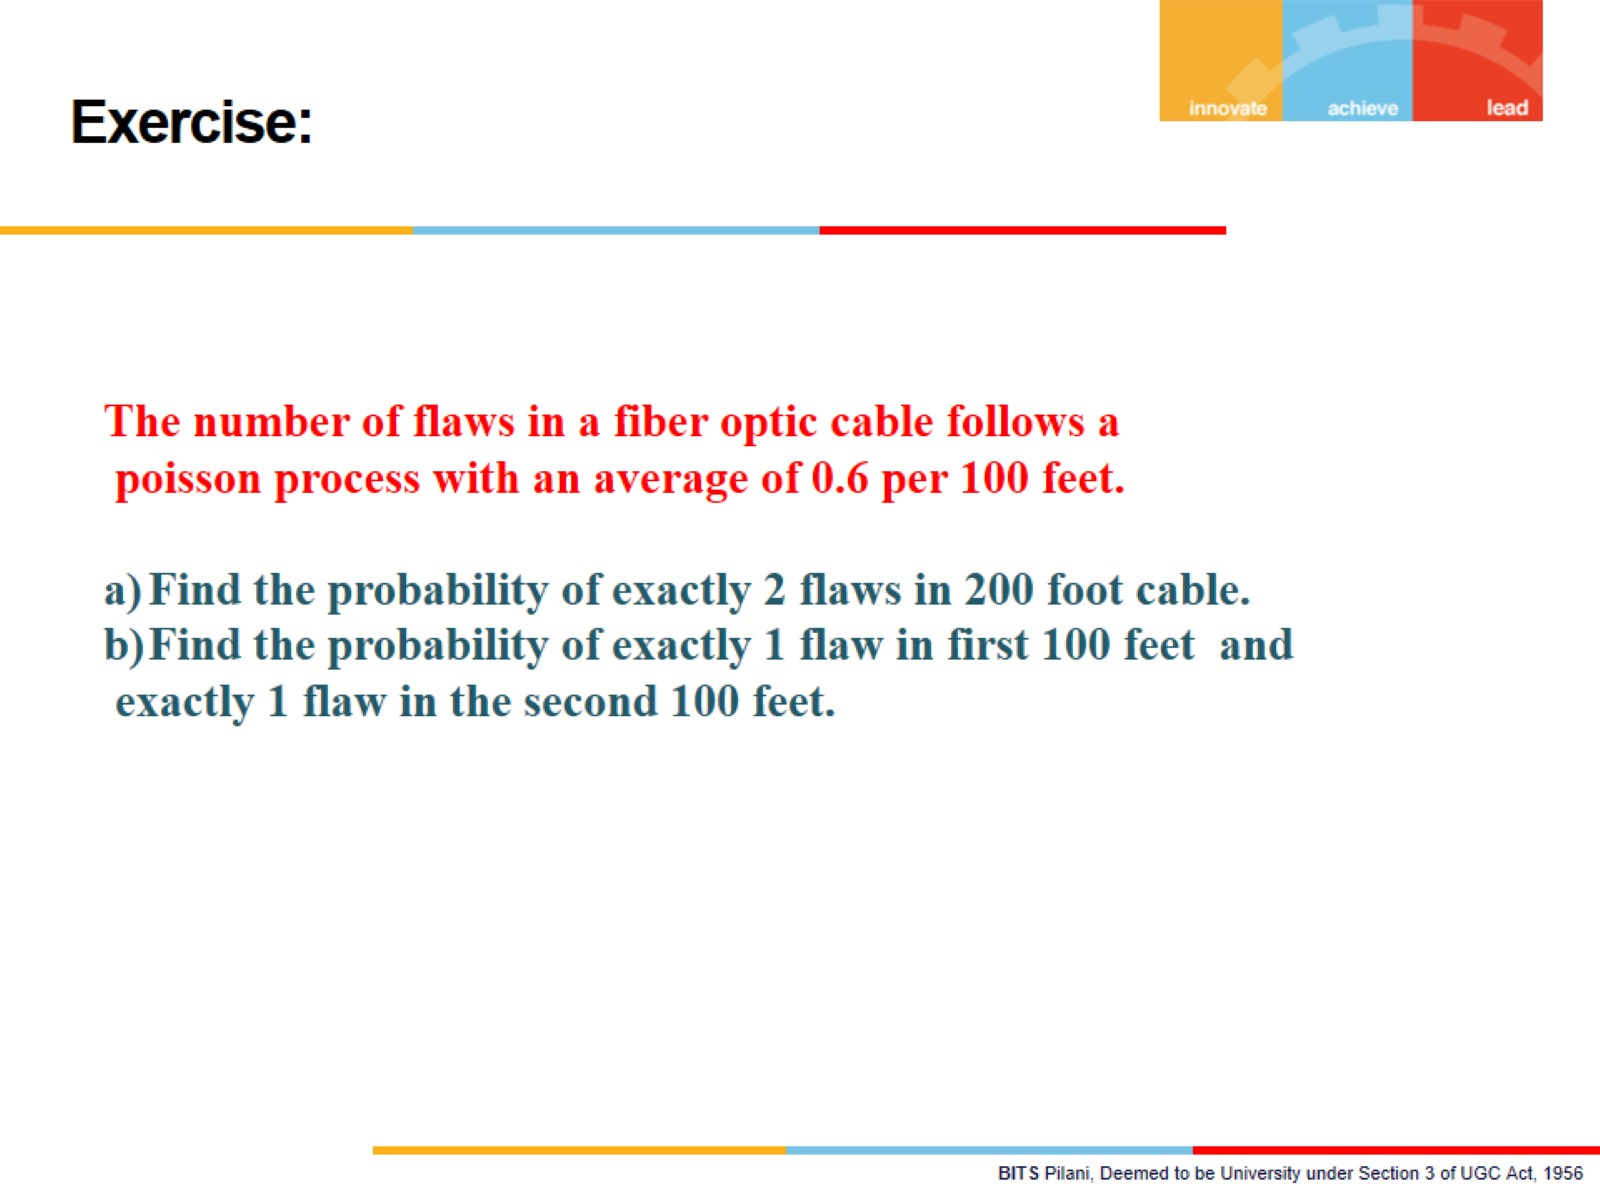 innovate achieve lead
Exercise:
The number of flaws in a fiber optic cable follows a
poisson process with an average of 0.6 per 100 feet.
a) Find the probability of exactly 2 flaws in 200 foot cable.
b) Find the probability of exactly 1 flaw in first 100 feet and
exactly 1 flaw in the second 100 feet.
BITS Pilani, Deemed to be University under Section 3 of UGC Act, 1956